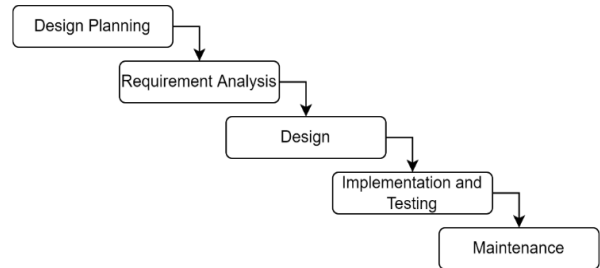 Design Planning
Requirement Analysis
Design
Implementation and
Testing
Maintenance